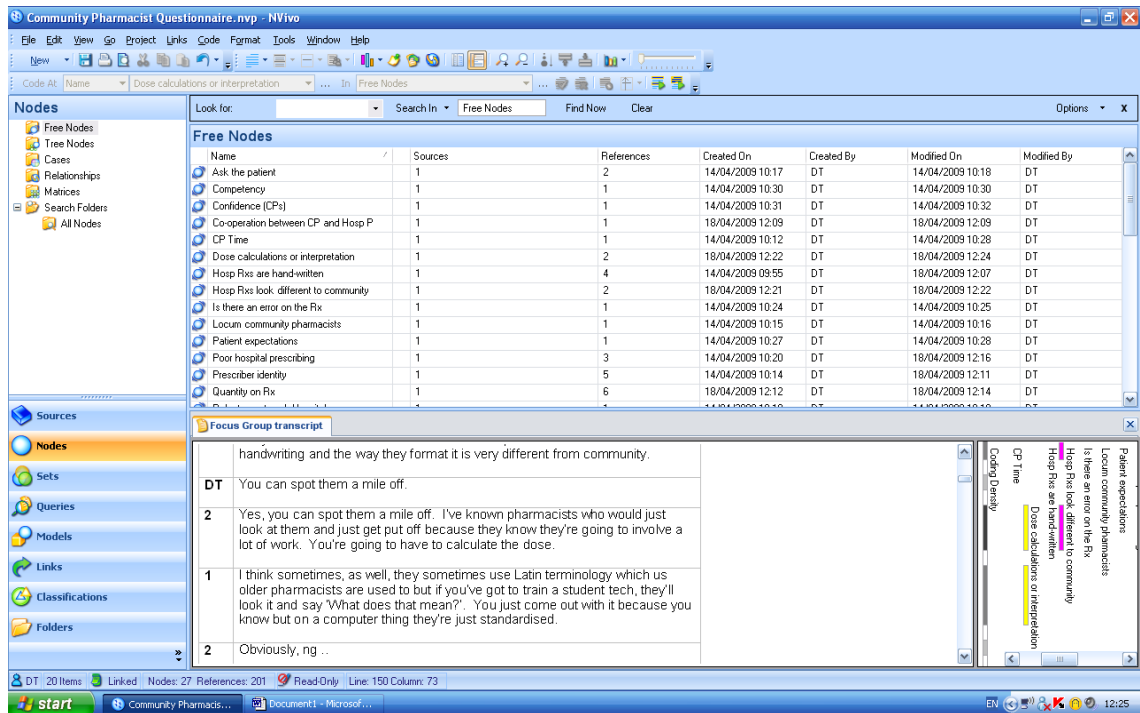 Community Pharmacist Questionnaire.nvp - NVivo
File Edit View Go Project Links Code Format Tools Window Help
New
Code At Name Dose calculations or interpretation ... In Free Nodes ...
Nodes
Free Nodes
Tree Nodes
Cases
Relationships
Matrices
Search Folders
All Nodes
Look for: Search In Free Nodes Find Now Clear Options x
Free Nodes
Name Sources References Created On Created By Modified On Modified By
Ask the patient 1 2 14/04/2009 10:17 DT 14/04/2009 10:18 DT
Competency 1 1 14/04/2009 10:30 DT 14/04/2009 10:30 DT
Confidence (CPs) 1 1 14/04/2009 10:31 DT 14/04/2009 10:32 DT
Co-operation between CP and Hosp P 1 1 18/04/2009 12:09 DT 18/04/2009 12:09 DT
CP Time 1 1 14/04/2009 10:12 DT 14/04/2009 10:28 DT
Dose calculations or interpretation 1 2 18/04/2009 12:22 DT 18/04/2009 12:24 DT
Hosp Rxs are hand-written 1 4 14/04/2009 09:55 DT 18/04/2009 12:07 DT
Hosp Rxs look different to community 1 2 18/04/2009 12:21 DT 18/04/2009 12:22 DT
Is there an error on the Rx 1 1 14/04/2009 10:24 DT 14/04/2009 10:25 DT
Locum community pharmacists 1 1 14/04/2009 10:15 DT 14/04/2009 10:16 DT
Patient expectations 1 1 14/04/2009 10:27 DT 14/04/2009 10:28 DT
Poor hospital prescribing 1 3 14/04/2009 10:20 DT 18/04/2009 12:16 DT
Prescriber identity 1 5 14/04/2009 10:14 DT 18/04/2009 12:11 DT
Quantity on Rx 1 6 18/04/2009 12:12 DT 18/04/2009 12:14 DT
Sources
Nodes
Sets
Queries
Models
Links
Classifications
Folders
Focus Group transcript
handwriting and the way they format it is very different from community.
DT You can spot them a mile off.
2 Yes, you can spot them a mile off. I've known pharmacists who would just
look at them and just get put off because they know they're going to involve a
lot of work. You're going to have to calculate the dose.
1 I think sometimes, as well, they sometimes use Latin terminology which us
older pharmacists are used to but if you've got to train a student tech, they'll
look it and say 'What does that mean?'. You just come out with it because you
know but on a computer thing they're just standardised.
2 Obviously, ng ..
Patient expectations
Locum community pharmacists
Is there an error on the Rx
Hosp Rxs look different to community
Hosp Rxs are hand-written
Dose calculations or interpretation
CP Time
Coding Density
DT 20 Items Linked Nodes: 27 References: 201 Read-Only Line: 150 Column: 73
start Community Pharmacis... Document1 - Microsof... EN 12:25